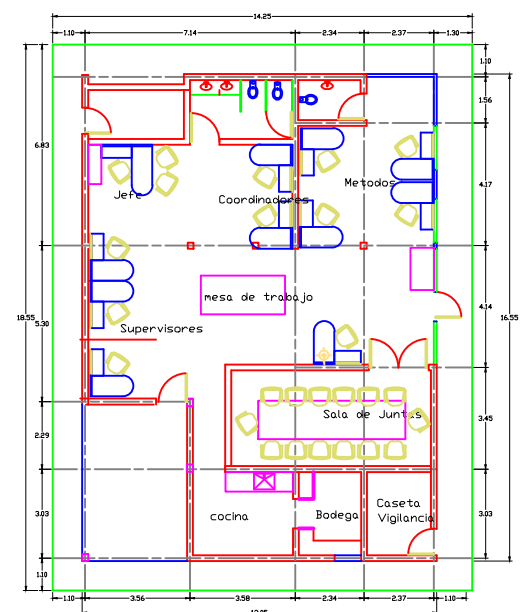 14.25
1.10 7.14 2.34 2.37 1.30
1.10
1.56
6.83
4.17
Jefe
Coordinadores
Metodos
mesa de trabajo
4.14
18.55
16.55
5.30
Supervisores
Sala de Juntas
3.45
2.29
Caseta
Vigilancia
cocina
Bodega
3.03
3.03
1.10
1.10 3.56 3.58 2.34 2.37 1.10